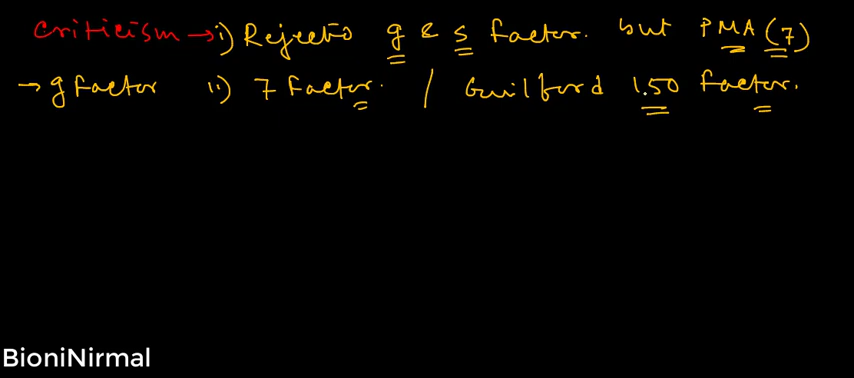 Criticism → i) Rejects g & s factor. but PMA (7)
→ g factor ii) 7 factor. / Guilford 150 factor.
BioniNirmal